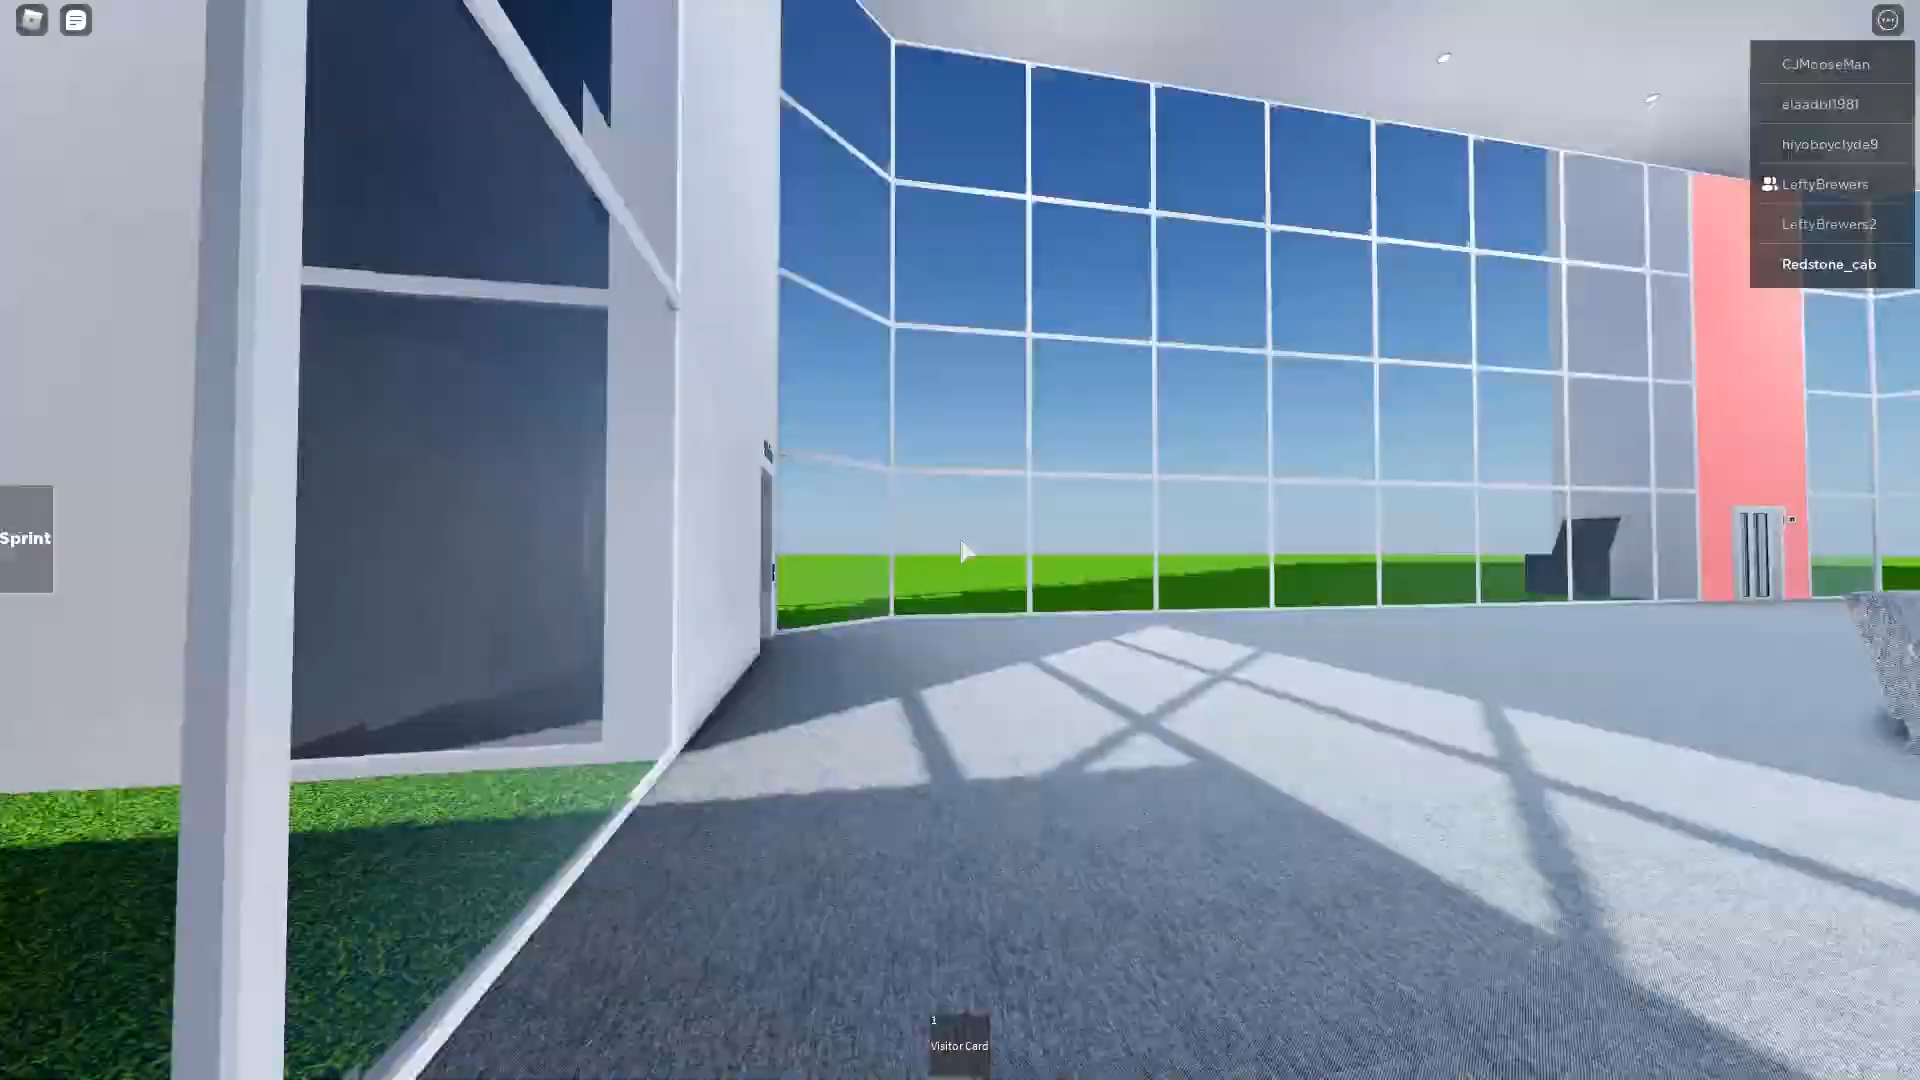 CJMooseMan
elaadbl1981
hiyoboyclyde9
LeftyBrewers
LeftyBrewers2
Redstone_cab
Sprint
1
Visitor Card